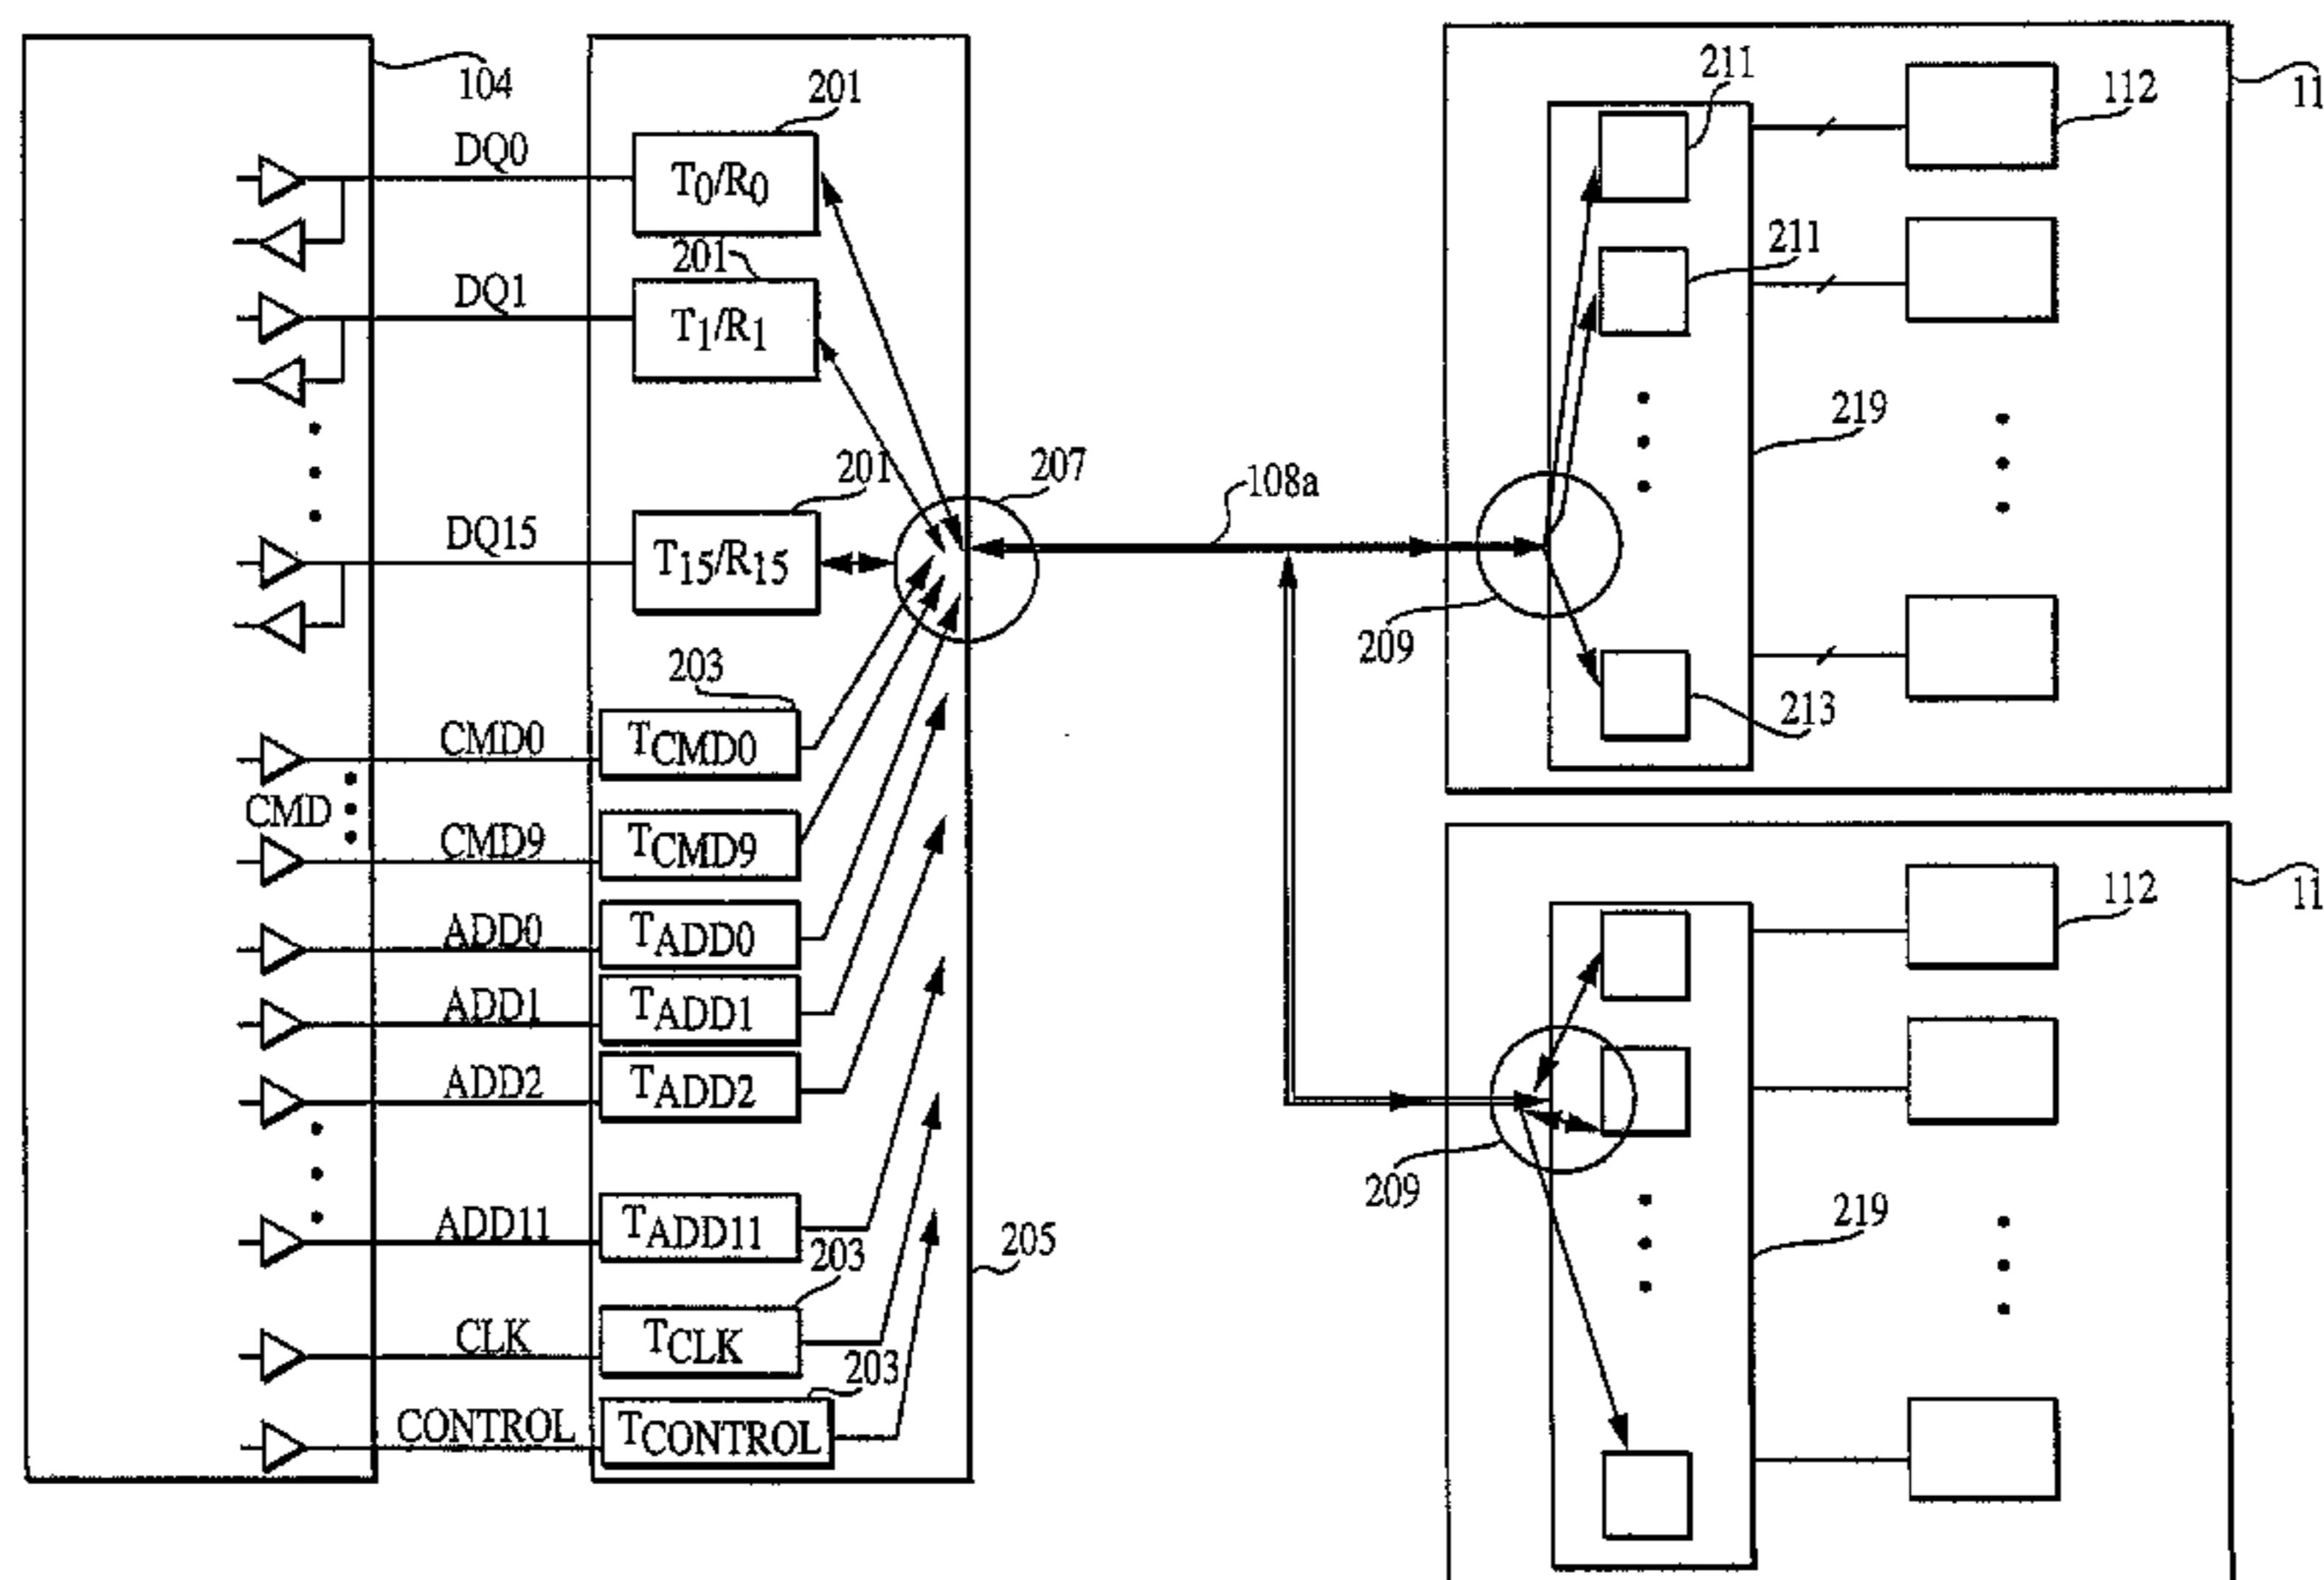 104
DQ0
201
T0/R0
DQ1
201
T1/R1
DQ15
201
T15/R15
207
108a
CMD0
203
TCMD0
CMD
CMD9
TCMD9
ADD0
TADD0
ADD1
TADD1
ADD2
TADD2
ADD11
TADD11
205
CLK
203
TCLK
CONTROL
203
TCONTROL
211
112
11
211
219
209
213
112
11
209
219